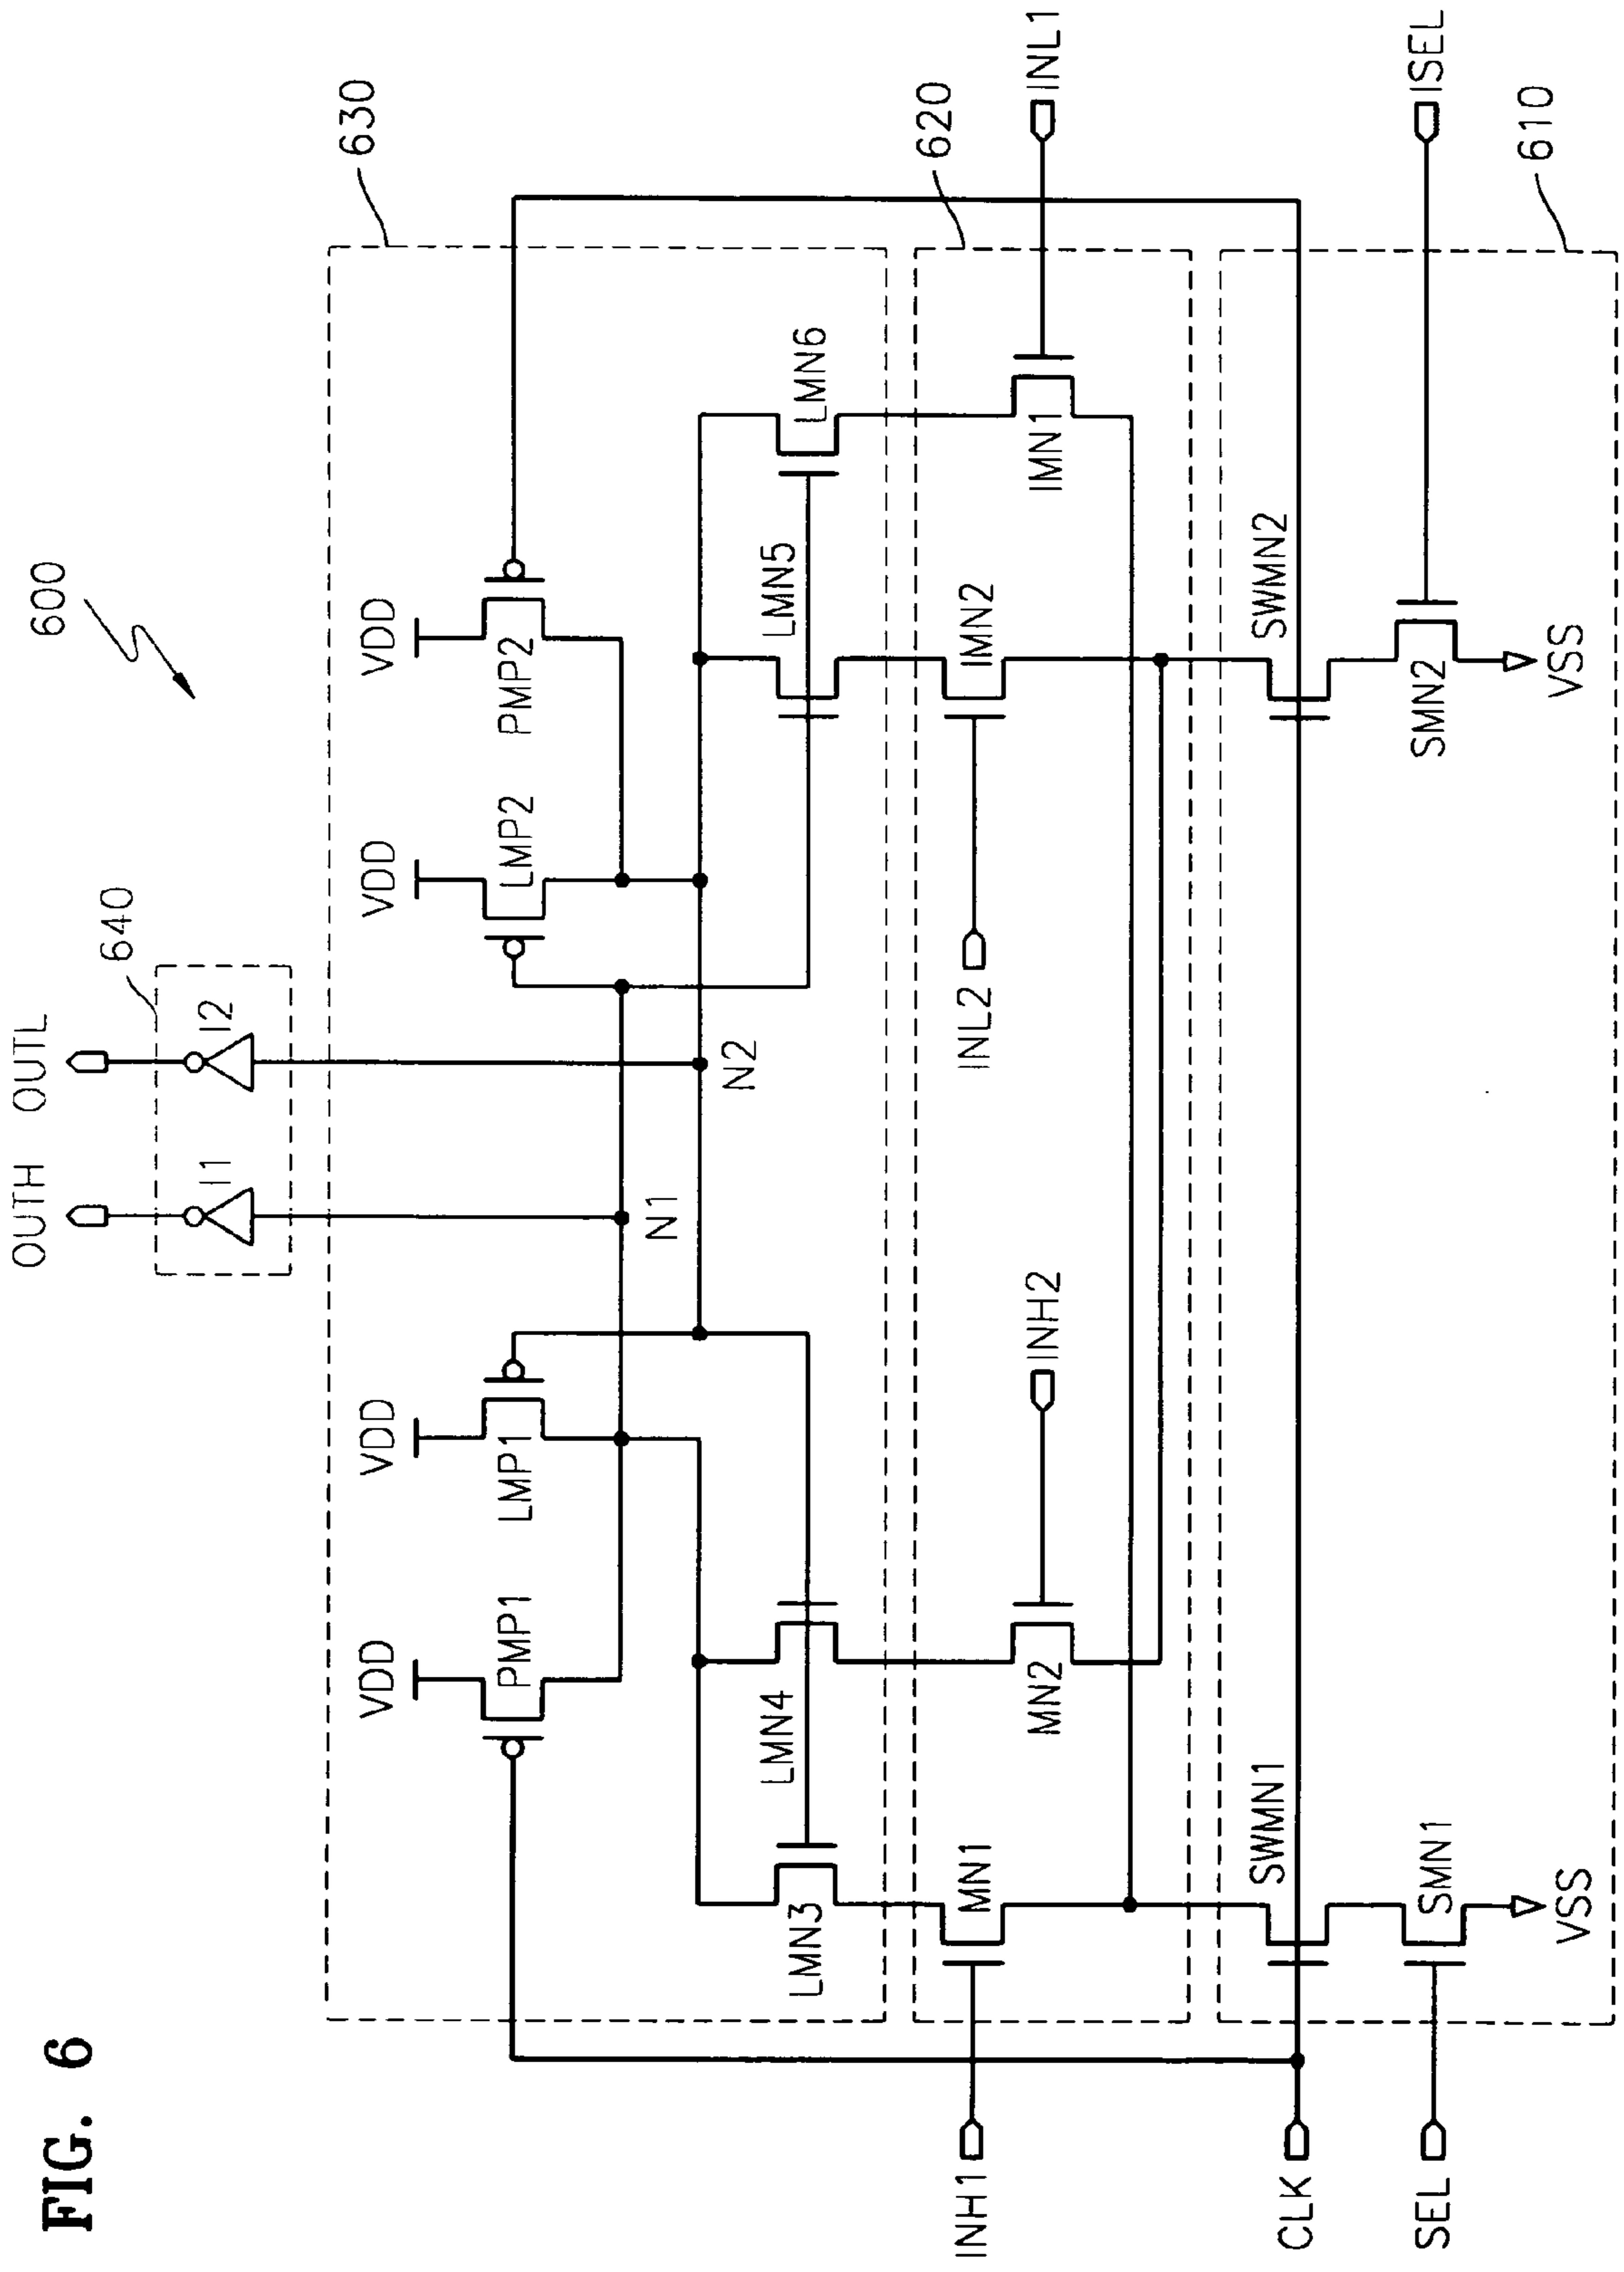 FIG. 6
600
OUTH OUTL
640
I1 I2
630
VDD VDD VDD VDD
PMP1 LMP1 LMP2 PMP2
N1
N2
LMN3 LMN4 LMN5 LMN6
620
INH1 MN1 MN2 INH2 INL2 IMN2 IMN1 INL1
CLK SWMN1 SWMN2
SEL SMN1 SMN2 ISEL
VSS VSS
610